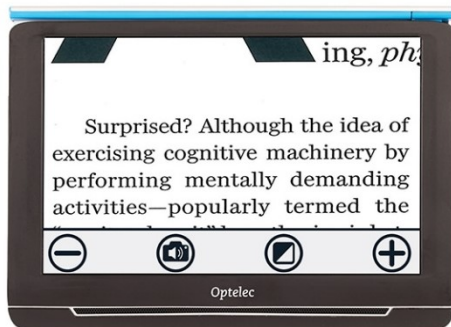 ing, ph
Surprised? Although the idea of
exercising cognitive machinery by
performing mentally demanding
activities—popularly termed the
Optelec